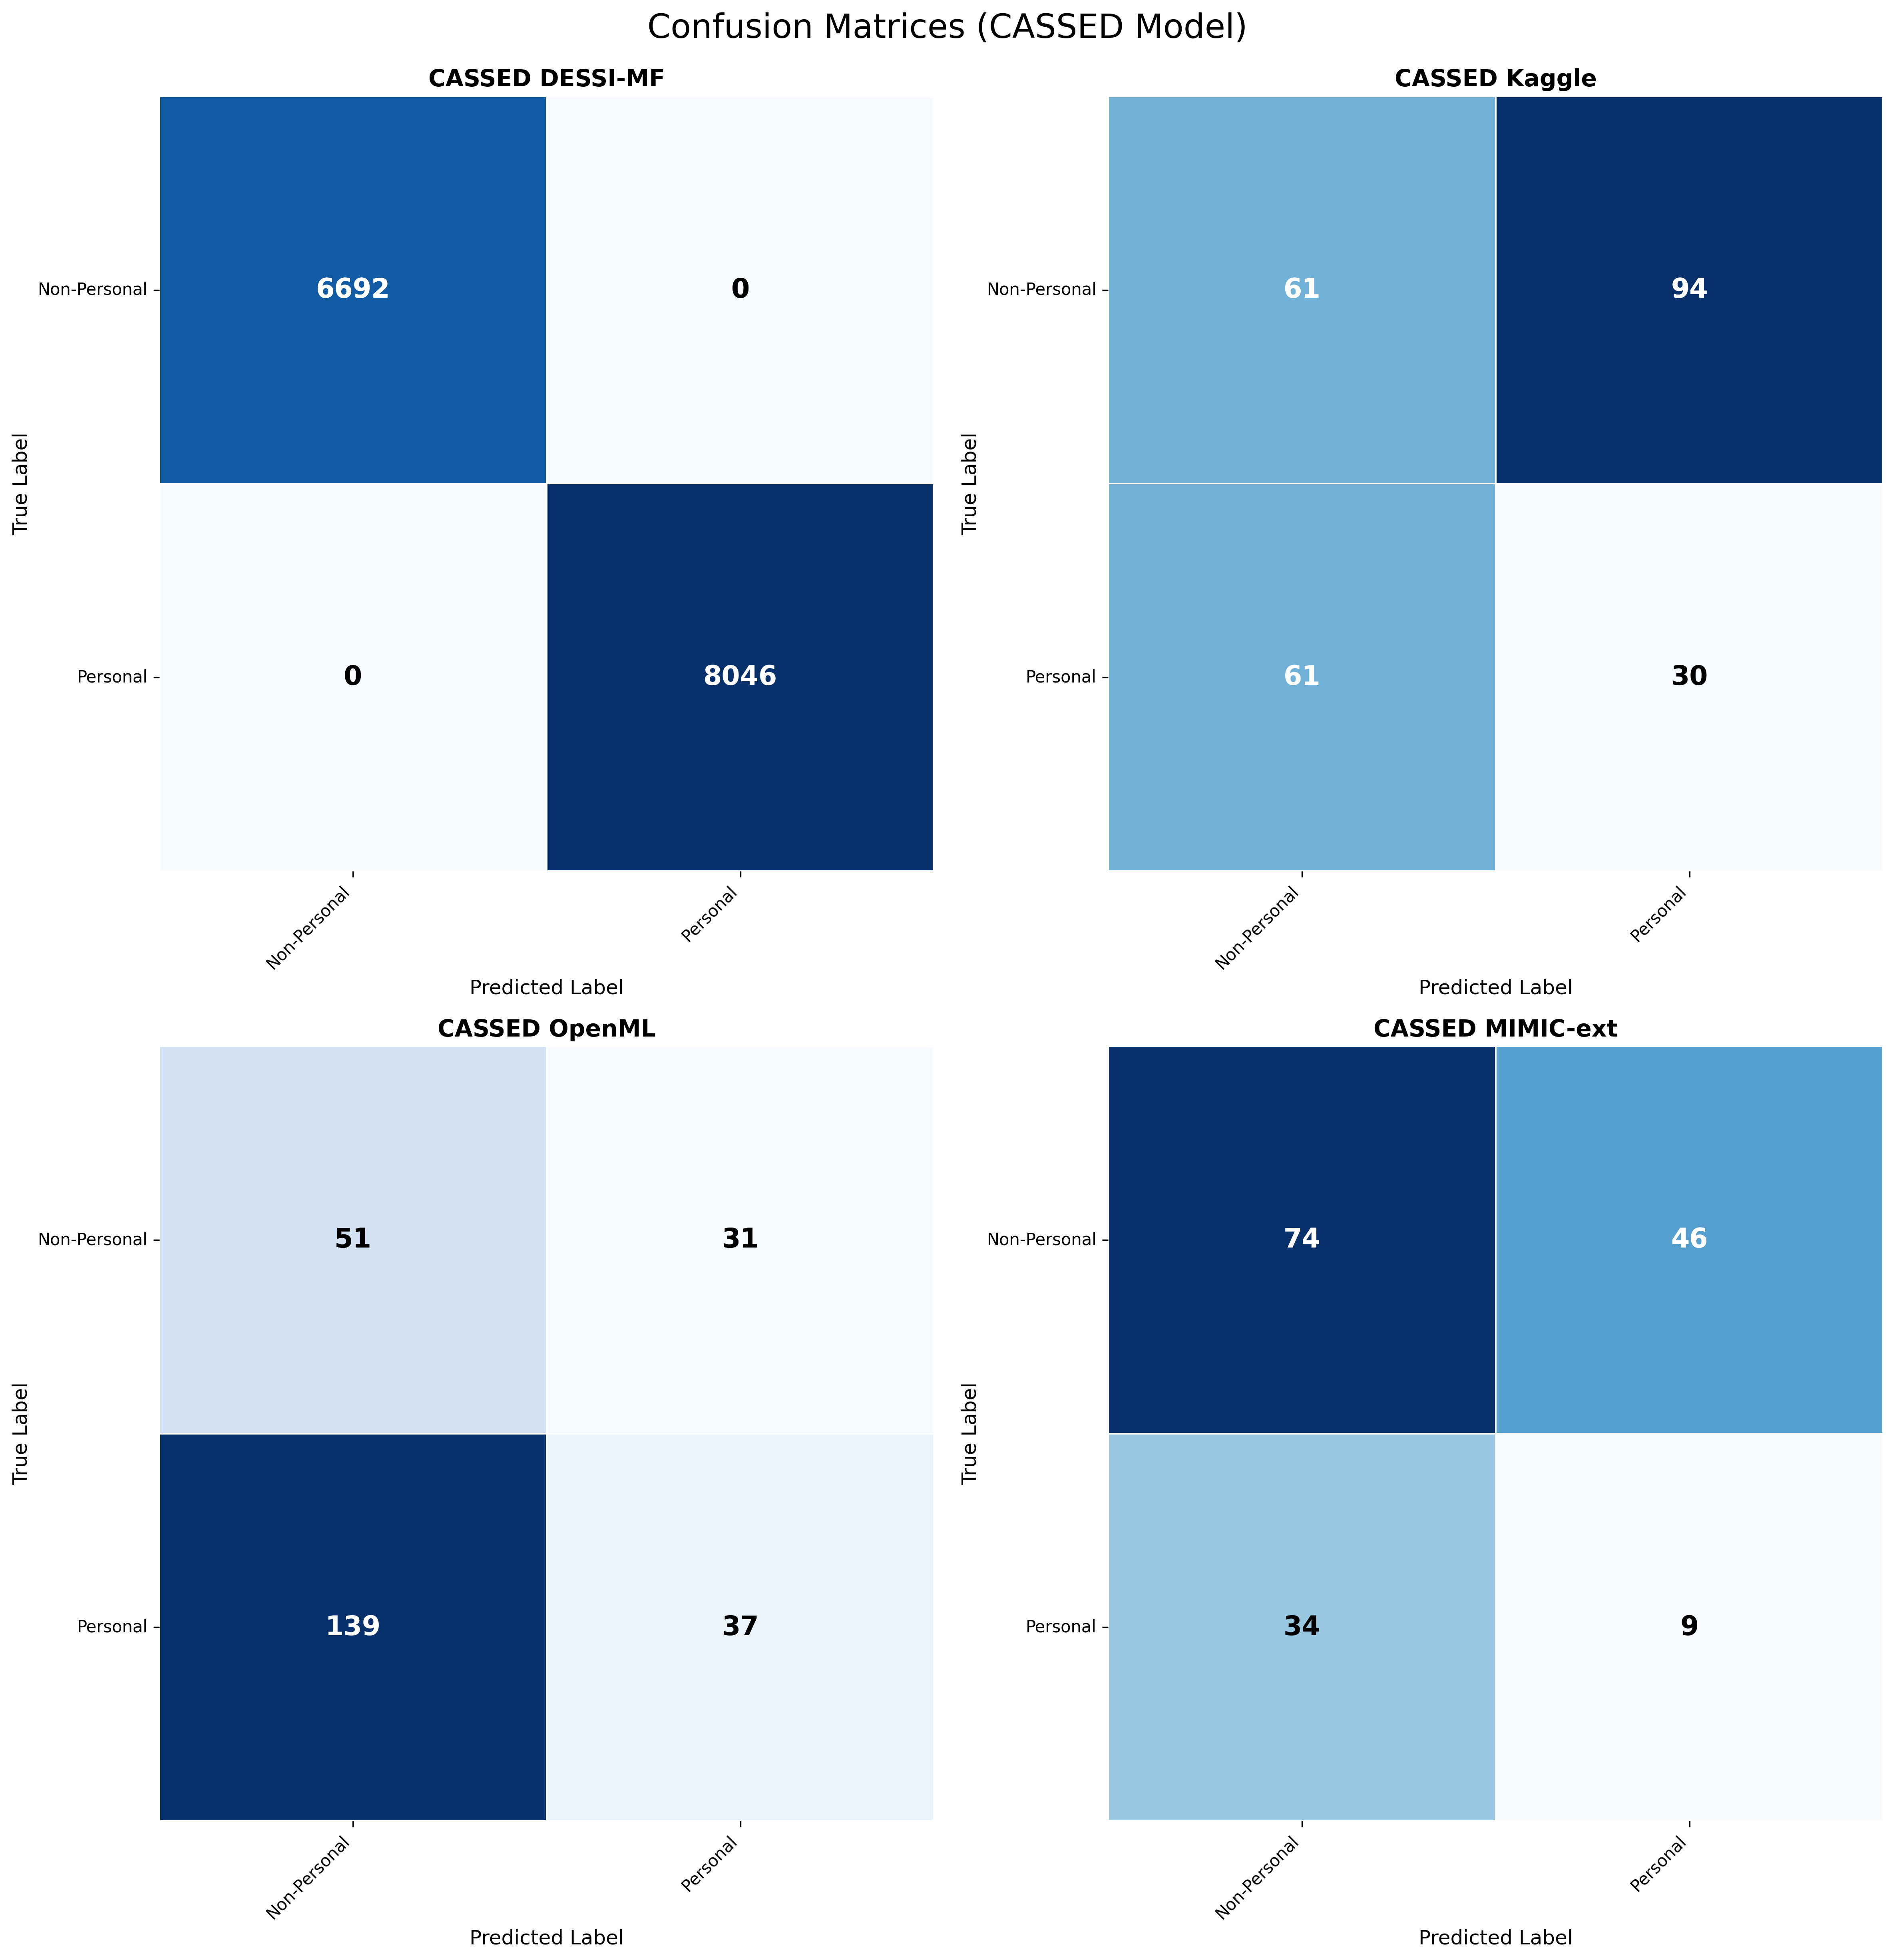 Confusion Matrices (CASSED Model)
CASSED DESSI-MF
True Label
Non-Personal
6692
0
Personal
0
8046
Non-Personal
Personal
Predicted Label
CASSED Kaggle
True Label
Non-Personal
61
94
Personal
61
30
Non-Personal
Personal
Predicted Label
CASSED OpenML
True Label
Non-Personal
51
31
Personal
139
37
Non-Personal
Personal
Predicted Label
CASSED MIMIC-ext
True Label
Non-Personal
74
46
Personal
34
9
Non-Personal
Personal
Predicted Label